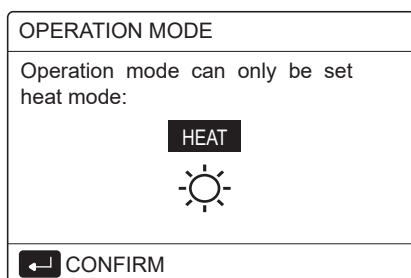 OPERATION MODE
Operation mode can only be set
heat mode:
HEAT
CONFIRM